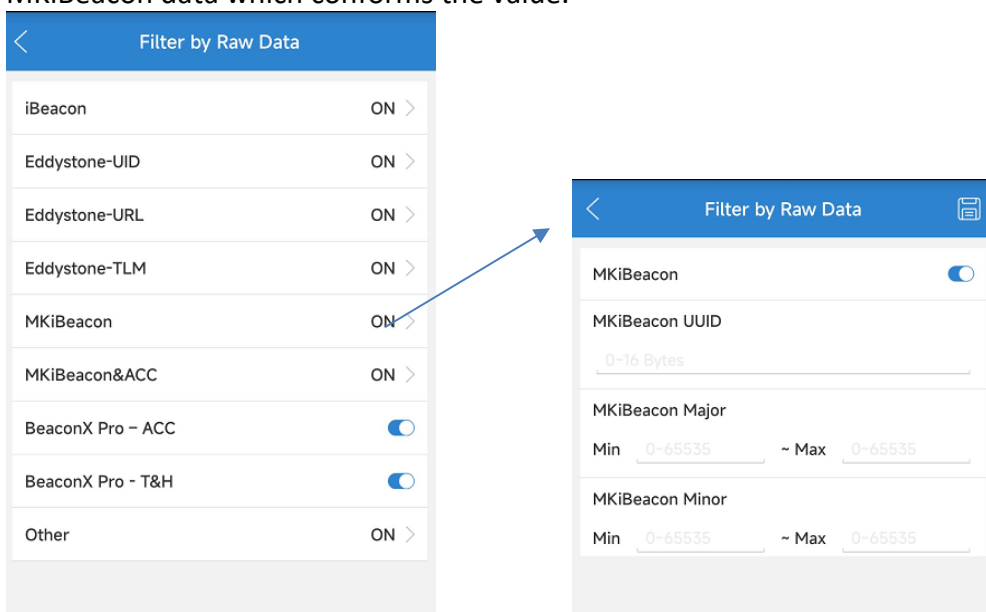 MKiBeacon data which conforms the value.
Filter by Raw Data
iBeacon ON
Eddystone-UID ON
Eddystone-URL ON
Eddystone-TLM ON
MKiBeacon ON
MKiBeacon&ACC ON
BeaconX Pro – ACC
BeaconX Pro - T&H
Other ON
Filter by Raw Data
MKiBeacon
MKiBeacon UUID
0~16 Bytes
MKiBeacon Major
Min 0~65535 ~ Max 0~65535
MKiBeacon Minor
Min 0~65535 ~ Max 0~65535